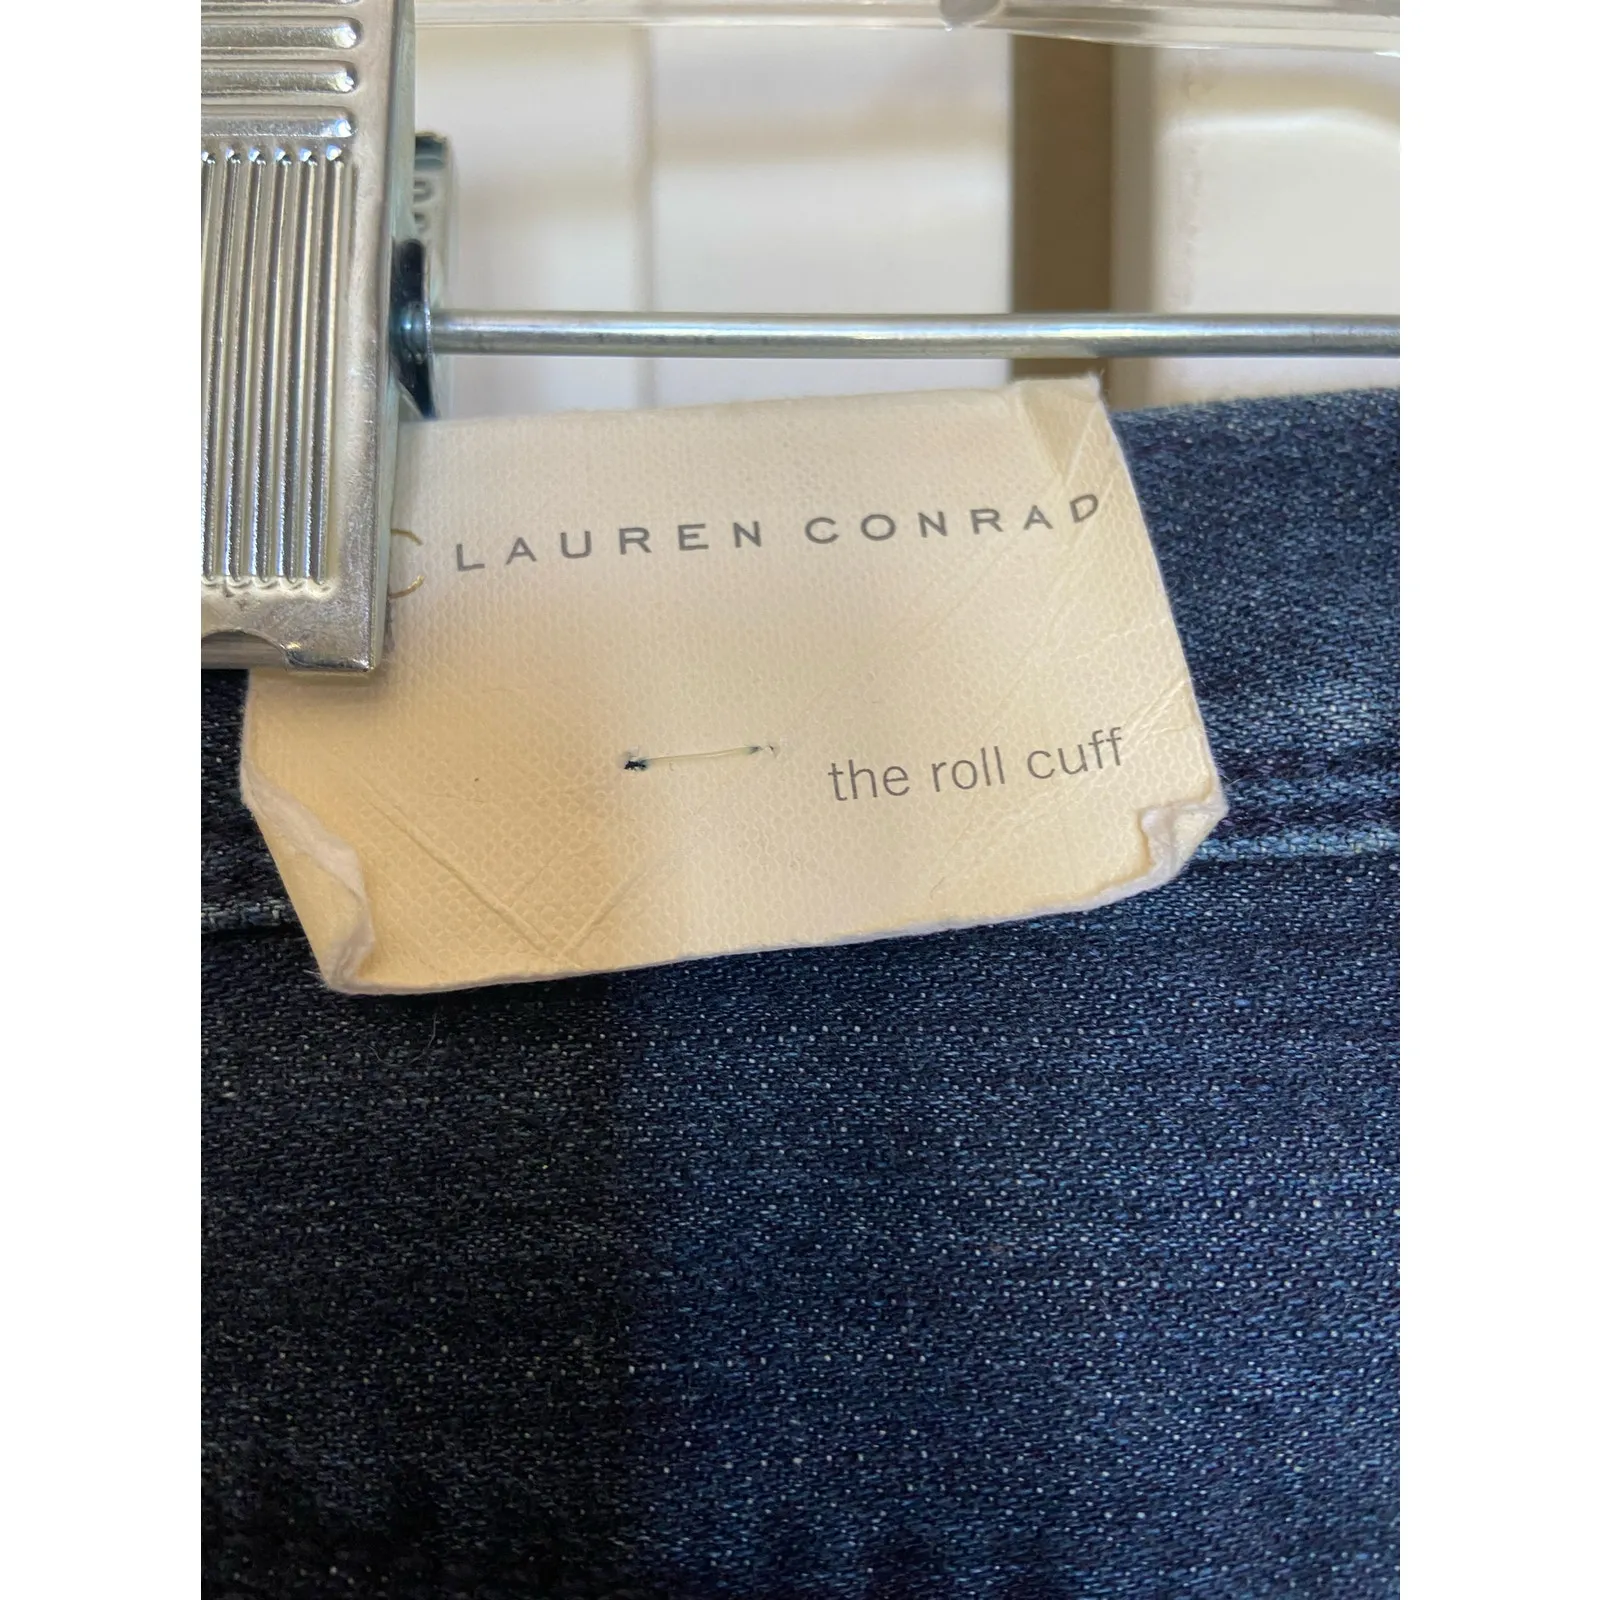 LAUREN CONRAD
the roll cuff